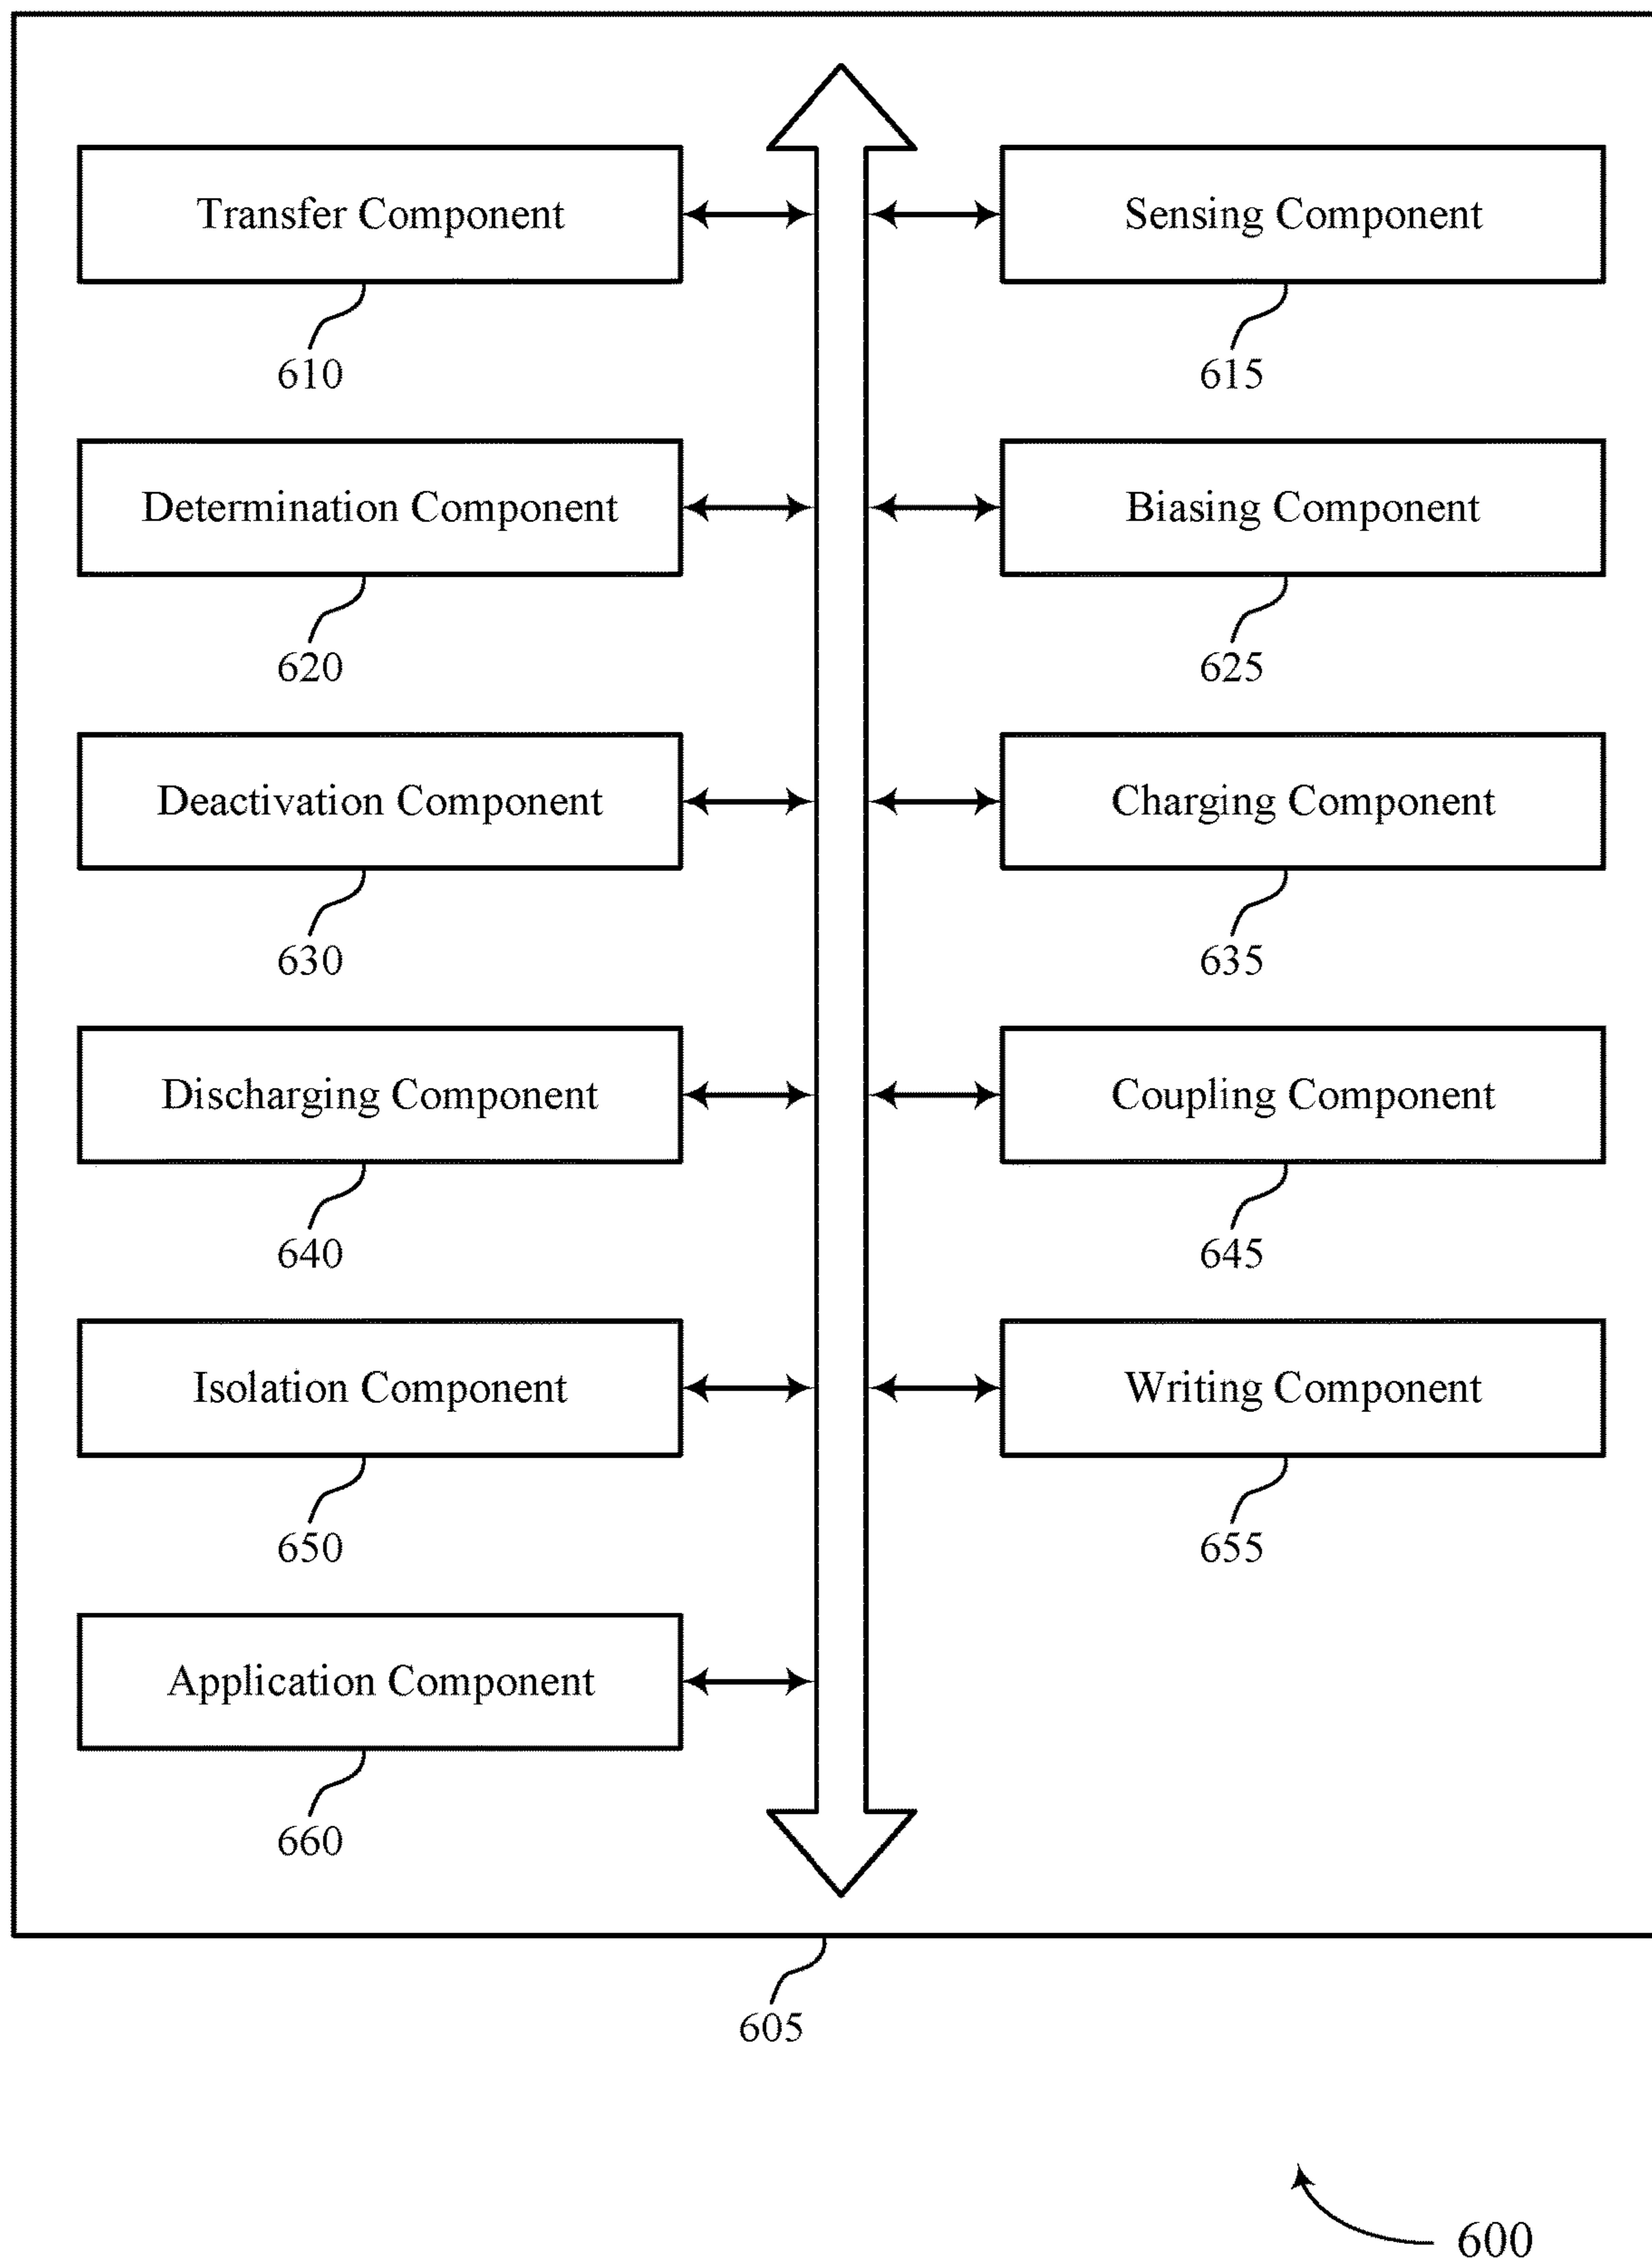 Transfer Component
Sensing Component
610
615
Determination Component
Biasing Component
620
625
Deactivation Component
Charging Component
630
635
Discharging Component
Coupling Component
640
645
Isolation Component
Writing Component
650
655
Application Component
660
605
600